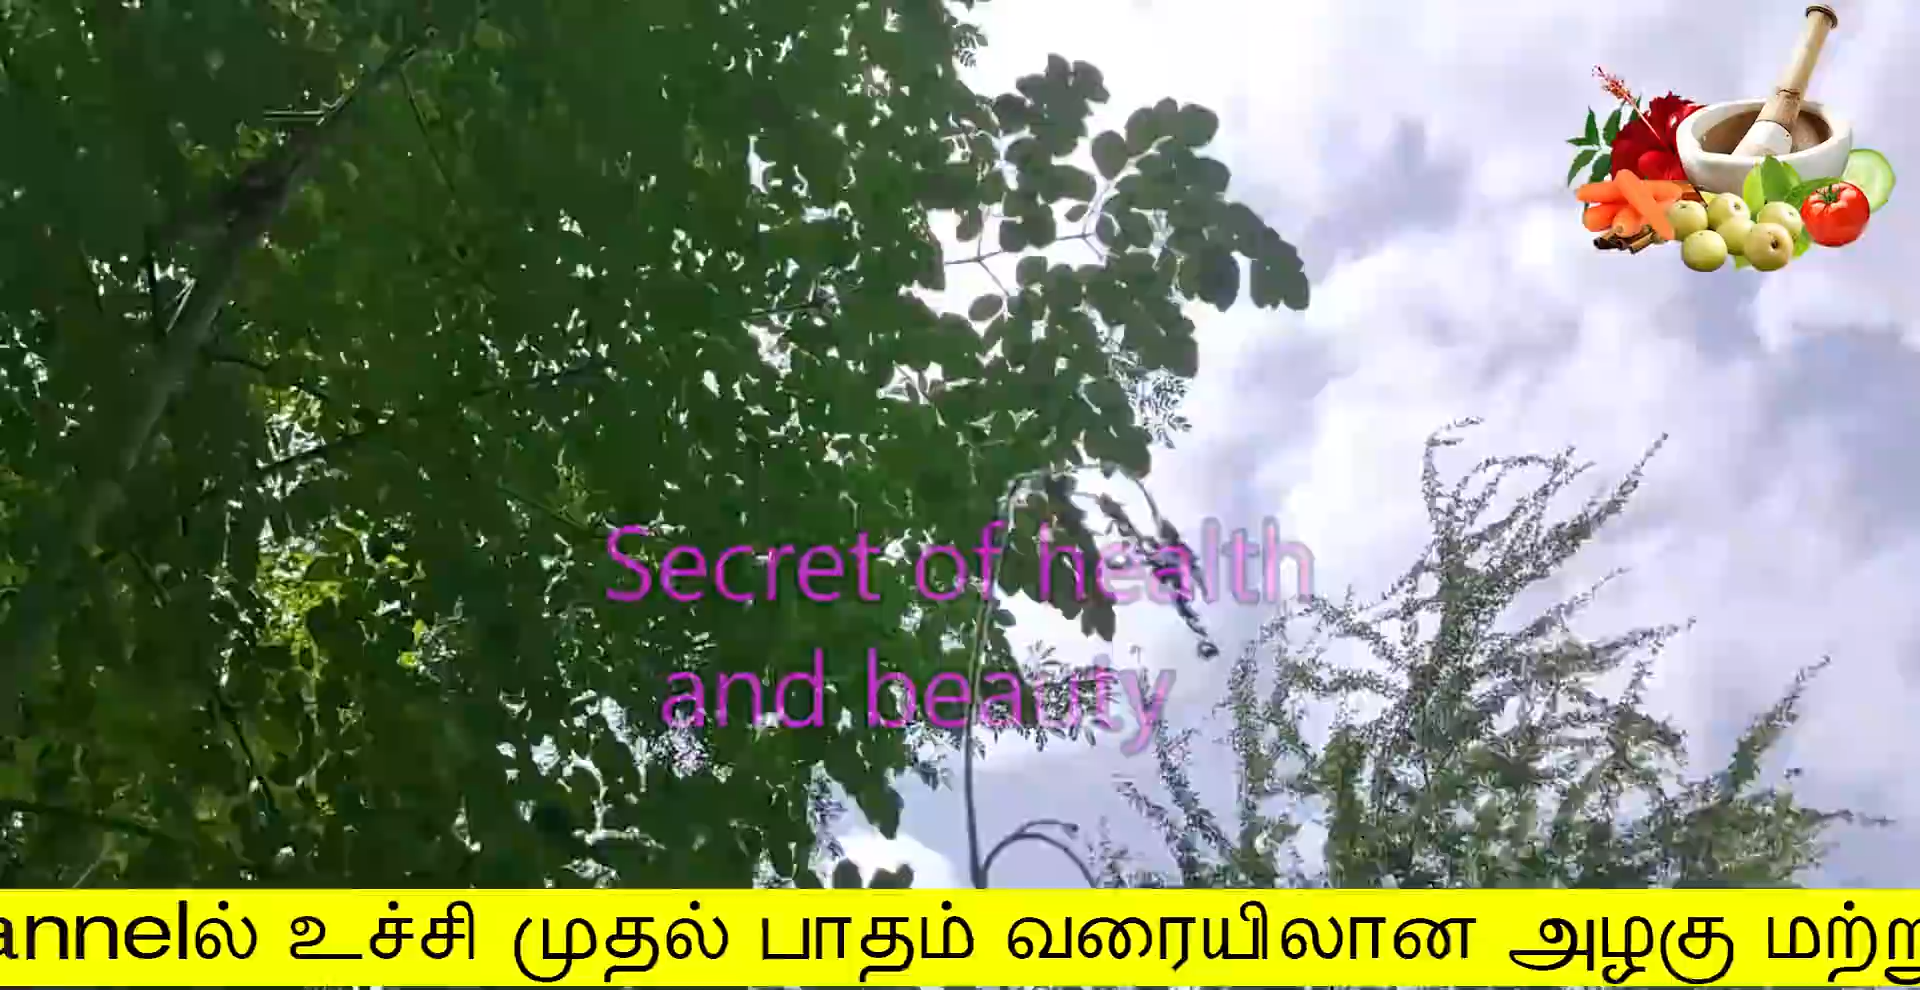 Secret of health
and beauty
annelல் உச்சி முதல் பாதம் வரையிலான அழகு மற்று